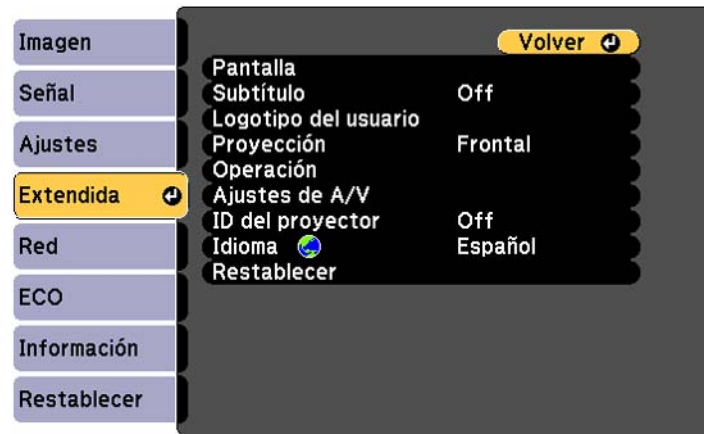 Imagen
Señal
Ajustes
Extendida
Red
ECO
Información
Restablecer
Volver
Pantalla
Subtítulo Off
Logotipo del usuario
Proyección Frontal
Operación
Ajustes de A/V
ID del proyector Off
Idioma Español
Restablecer